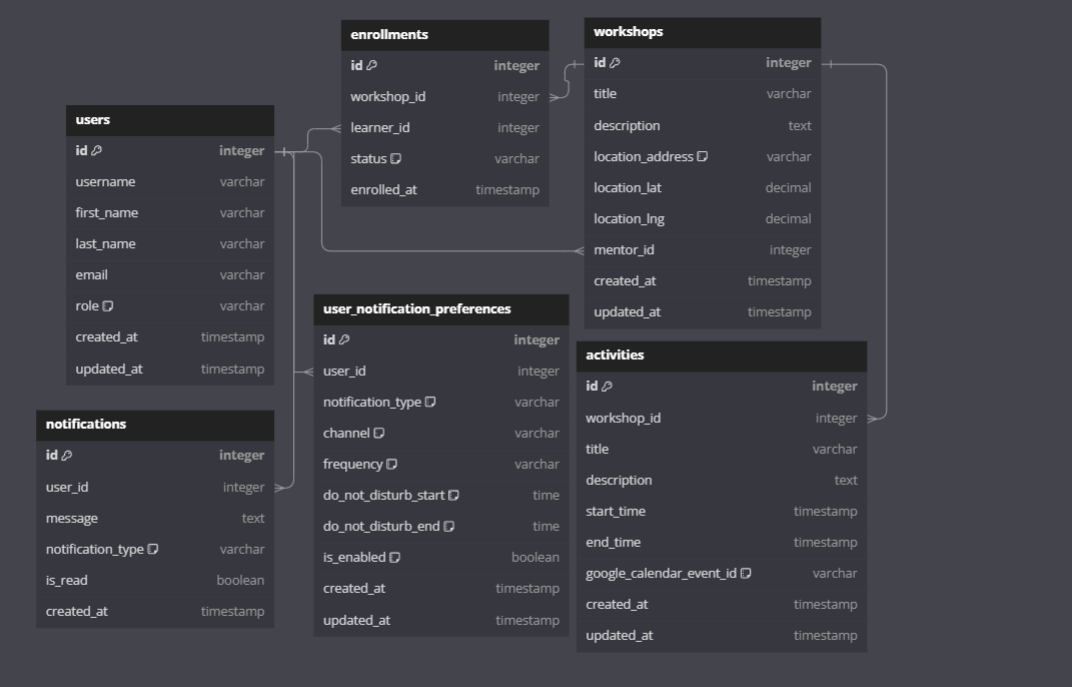 enrollments
id integer
workshop_id integer
learner_id integer
status varchar
enrolled_at timestamp
workshops
id integer
title varchar
description text
location_address varchar
location_lat decimal
location_lng decimal
mentor_id integer
created_at timestamp
updated_at timestamp
users
id integer
username varchar
first_name varchar
last_name varchar
email varchar
role varchar
created_at timestamp
updated_at timestamp
user_notification_preferences
id integer
user_id integer
notification_type varchar
channel varchar
frequency varchar
do_not_disturb_start time
do_not_disturb_end time
is_enabled boolean
created_at timestamp
updated_at timestamp
activities
id integer
workshop_id integer
title varchar
description text
start_time timestamp
end_time timestamp
google_calendar_event_id varchar
created_at timestamp
updated_at timestamp
notifications
id integer
user_id integer
message text
notification_type varchar
is_read boolean
created_at timestamp